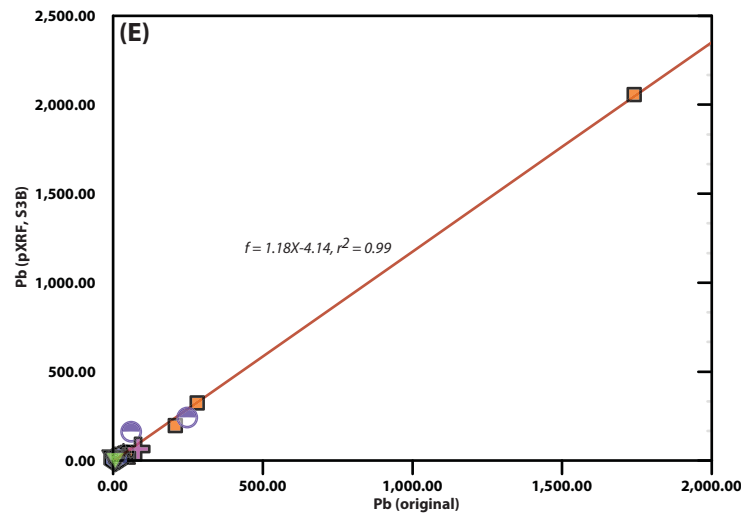 (E)
2,500.00
2,000.00
1,500.00
1,000.00
500.00
0.00
Pb (pXRF, S3B)
f = 1.18X-4.14, r² = 0.99
0.00
500.00
1,000.00
1,500.00
2,000.00
Pb (original)